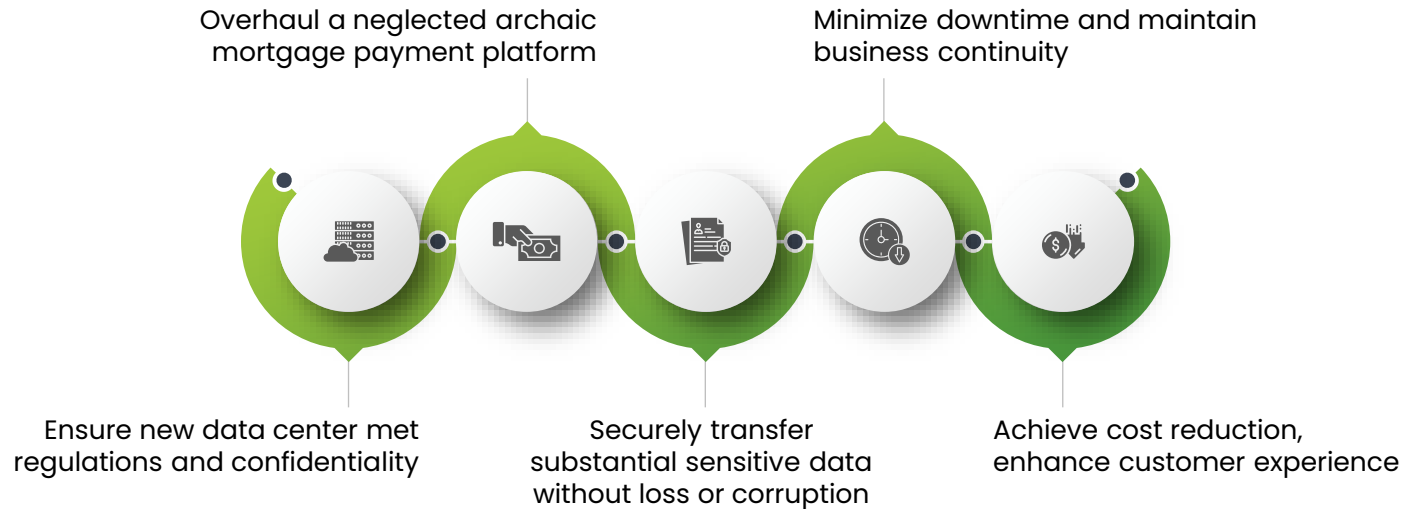 Overhaul a neglected archaic
mortgage payment platform
Minimize downtime and maintain
business continuity
$
Ensure new data center met
regulations and confidentiality
Securely transfer
substantial sensitive data
without loss or corruption
Achieve cost reduction,
enhance customer experience